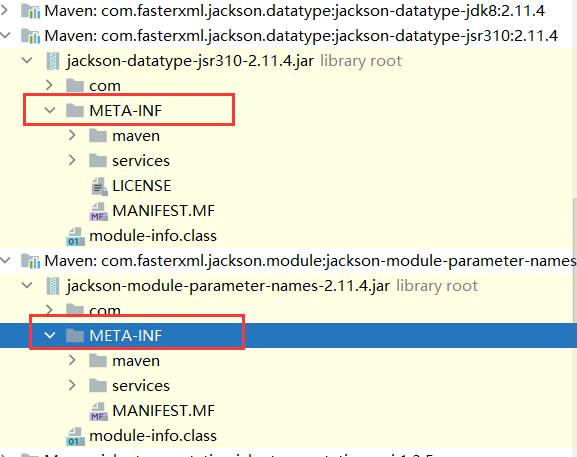 Maven: com.fasterxml.jackson.datatype:jackson-datatype-jdk8:2.11.4
Maven: com.fasterxml.jackson.datatype:jackson-datatype-jsr310:2.11.4
jackson-datatype-jsr310-2.11.4.jar library root
com
META-INF
maven
services
LICENSE
MF MANIFEST.MF
01 module-info.class
Maven: com.fasterxml.jackson.module:jackson-module-parameter-names
jackson-module-parameter-names-2.11.4.jar library root
com
META-INF
maven
services
MF MANIFEST.MF
01 module-info.class